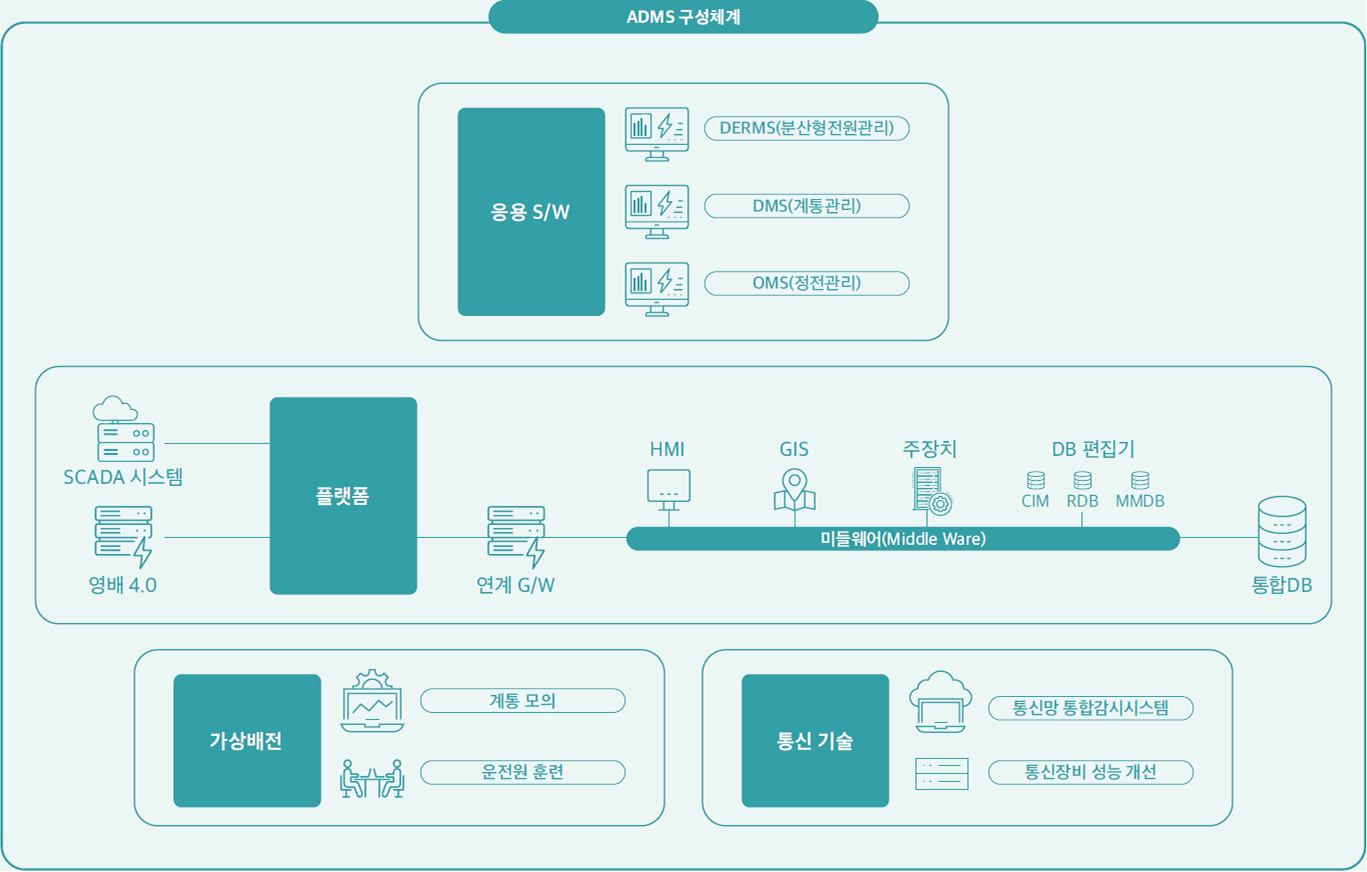 ADMS 구성체계
응용 S/W
DERMS(분산형전원관리)
DMS(계통관리)
OMS(정전관리)
SCADA 시스템
영배 4.0
플랫폼
연계 G/W
HMI
GIS
주장치
DB 편집기
CIM
RDB
MMDB
미들웨어(Middle Ware)
통합DB
가상배전
계통 모의
운전원 훈련
통신 기술
통신망 통합감시시스템
통신장비 성능 개선